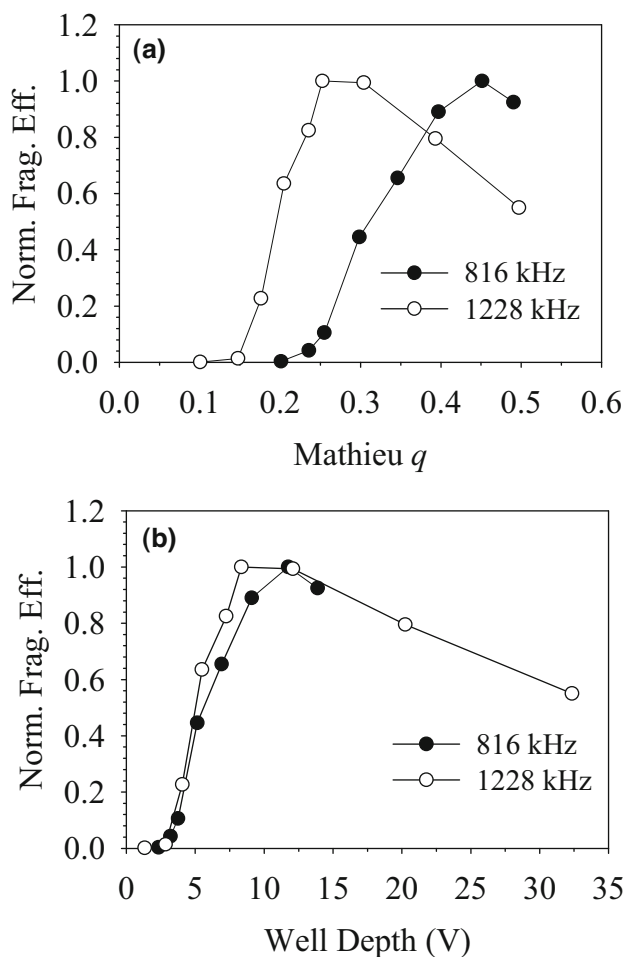 (a)
Norm. Frag. Eff.
1.2
1.0
0.8
0.6
0.4
0.2
0.0
816 kHz
1228 kHz
0.0 0.1 0.2 0.3 0.4 0.5 0.6
Mathieu q
(b)
Norm. Frag. Eff.
1.2
1.0
0.8
0.6
0.4
0.2
0.0
816 kHz
1228 kHz
0 5 10 15 20 25 30 35
Well Depth (V)